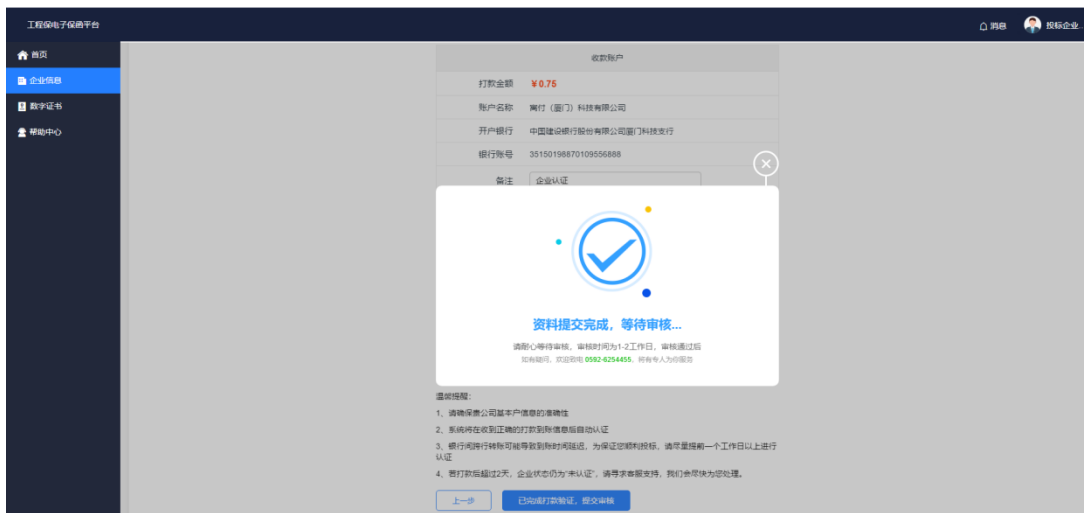 工程保电子保函平台
消息
投标企业...
首页
企业信息
数字证书
帮助中心
收款账户
打款金额 ¥0.75
账户名称 寓付（厦门）科技有限公司
开户银行 中国建设银行股份有限公司厦门科技支行
银行账号 35150198870109556888
备注 企业认证
资料提交完成，等待审核...
请耐心等待审核，审核时间为1-2工作日，审核通过后
如有疑问，欢迎致电 0592-6254455，将有专人为你服务
温馨提醒：
1、请确保贵公司基本户信息的准确性
2、系统将在收到正确的打款到账信息后自动认证
3、银行间跨行转账可能导致到账时间延迟，为保证您顺利投标，请尽量提前一个工作日以上进行
认证
4、若打款后超过2天，企业状态仍为“未认证”，请寻求客服支持，我们会尽快为您处理。
上一步
已完成打款验证，提交审核